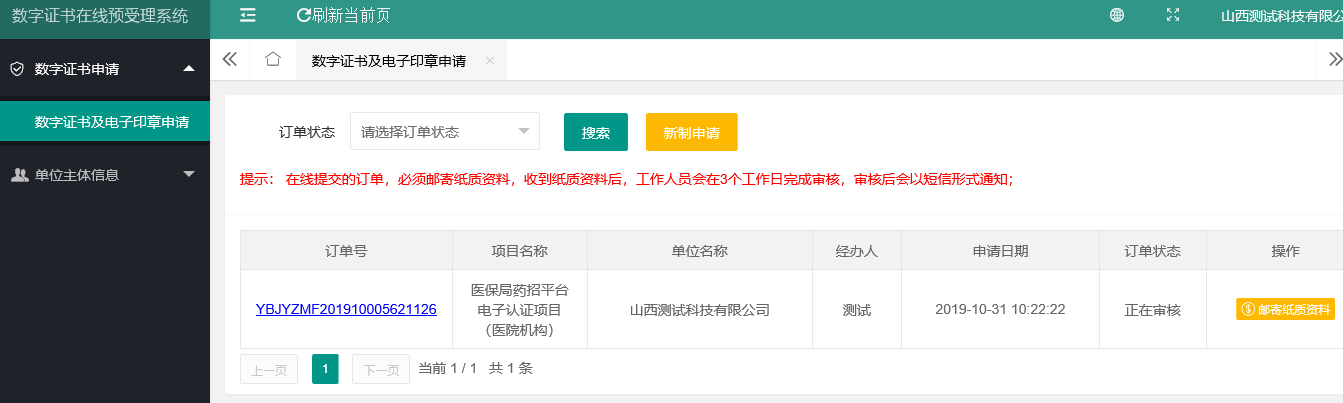 数字证书在线预受理系统
刷新当前页
山西测试科技有限公
数字证书申请
数字证书及电子印章申请
数字证书及电子印章申请
单位主体信息
订单状态
请选择订单状态
搜索
新制申请
提示： 在线提交的订单，必须邮寄纸质资料，收到纸质资料后，工作人员会在3个工作日完成审核，审核后会以短信形式通知；
订单号 项目名称 单位名称 经办人 申请日期 订单状态 操作
YBJYZMF201910005621126
医保局药招平台
电子认证项目
（医院机构）
山西测试科技有限公司
测试
2019-10-31 10:22:22
正在审核
邮寄纸质资料
上一页 1 下一页 当前 1 / 1 共 1 条